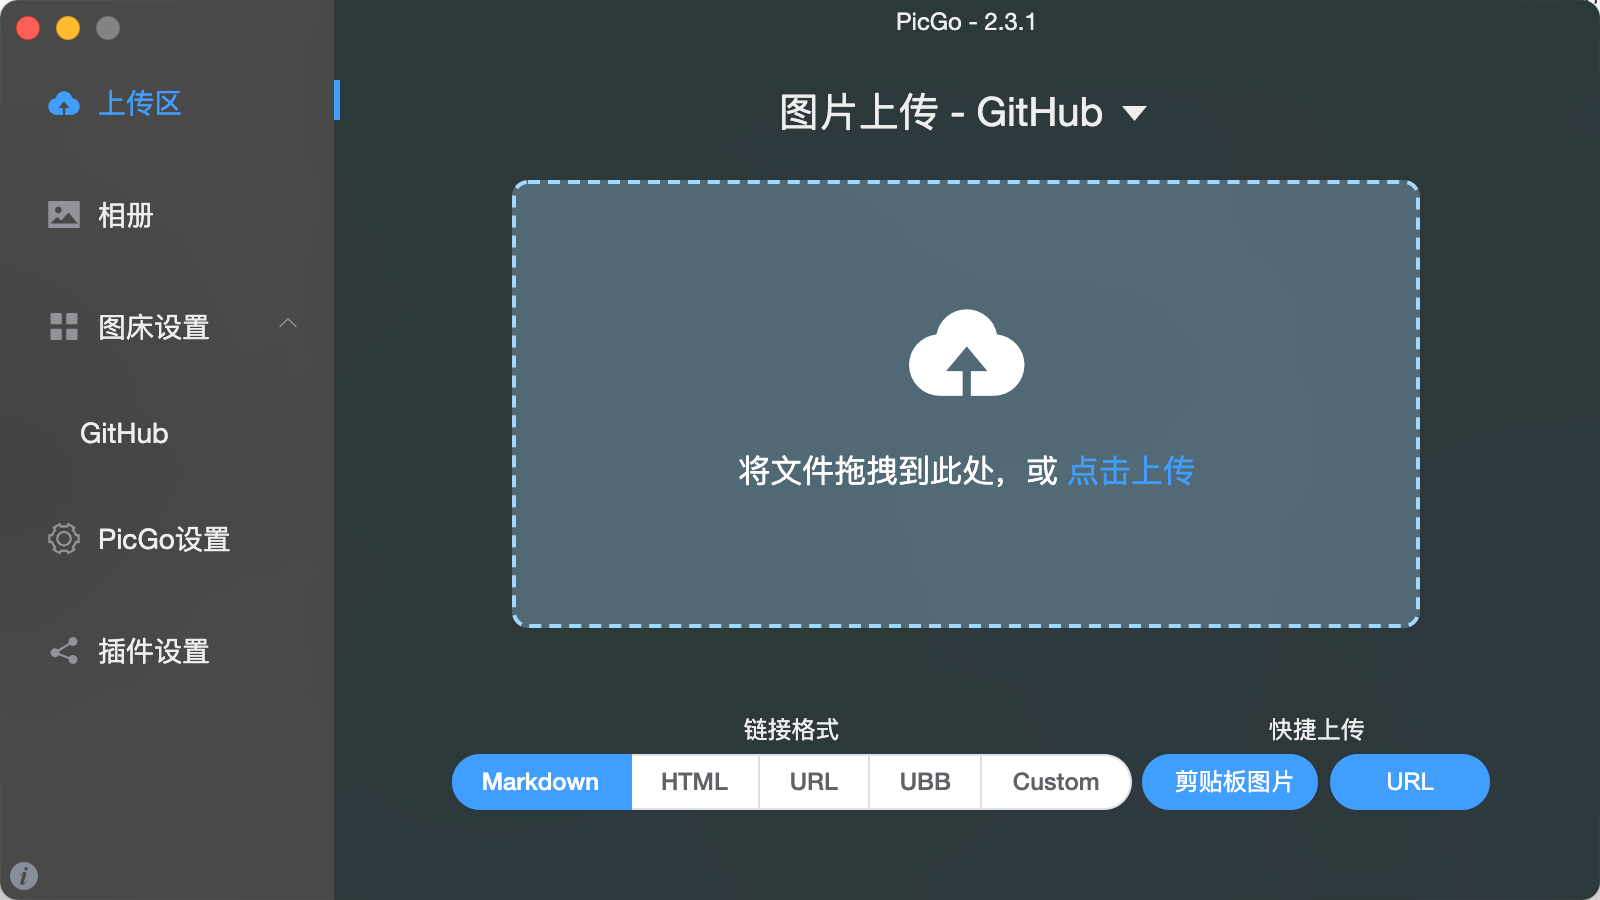 PicGo - 2.3.1
上传区
相册
图床设置
GitHub
PicGo设置
插件设置
图片上传 - GitHub
将文件拖拽到此处，或 点击上传
链接格式
快捷上传
Markdown HTML URL UBB Custom 剪贴板图片 URL